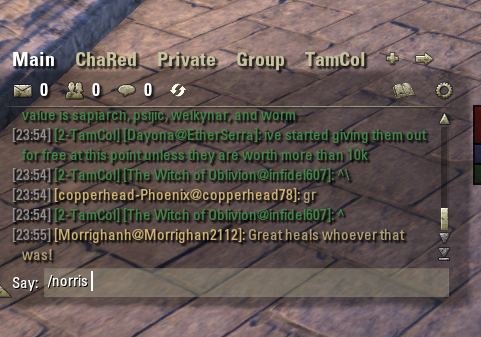 Main ChaRed Private Group TamCol
0 0 0
value is sapiarch, psijic, welkynar, and worm
[23:54] [2-TamCol] [Dayona@EtherSerra]: ive started giving them out
for free at this point unless they are worth more than 10k
[23:54] [2-TamCol] [The Witch of Oblivion@infidel607]: ^\
[23:54] [copperhead-Phoenix@copperhead78]: gr
[23:54] [2-TamCol] [The Witch of Oblivion@infidel607]: ^
[23:55] [Morrighanh@Morrighan2112]: Great heals whoever that
was!
Say: /norris